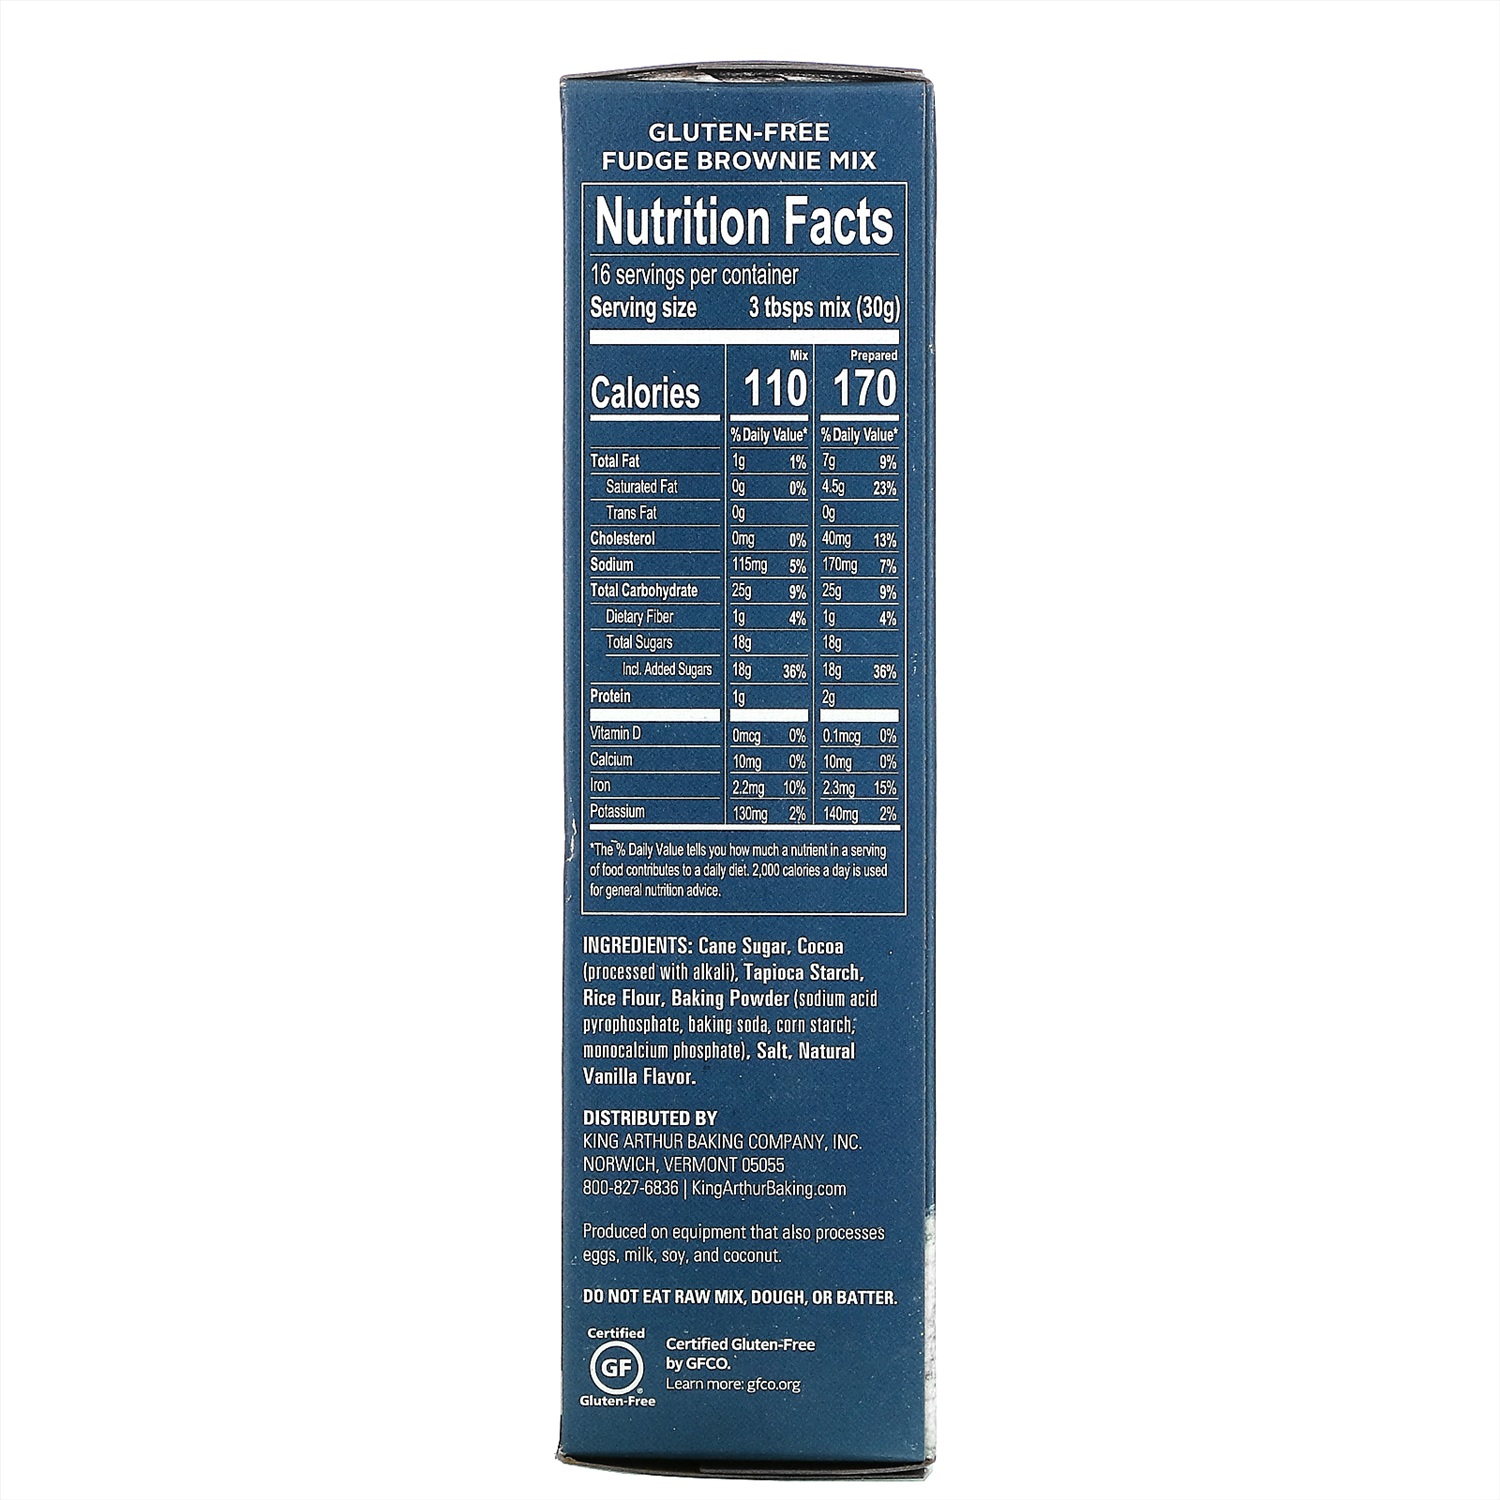 GLUTEN-FREE
FUDGE BROWNIE MIX
Nutrition Facts
16 servings per container
Serving size 3 tbsps mix (30g)
Mix Prepared
Calories 110 170
% Daily Value* % Daily Value*
Total Fat 1g 1% 7g 9%
Saturated Fat 0g 0% 4.5g 23%
Trans Fat 0g 0g
Cholesterol 0mg 0% 40mg 13%
Sodium 115mg 5% 170mg 7%
Total Carbohydrate 25g 9% 25g 9%
Dietary Fiber 1g 4% 1g 4%
Total Sugars 18g 18g
Incl. Added Sugars 18g 36% 18g 36%
Protein 1g 2g
Vitamin D 0mcg 0% 0.1mcg 0%
Calcium 10mg 0% 10mg 0%
Iron 2.2mg 10% 2.3mg 15%
Potassium 130mg 2% 140mg 2%
*The % Daily Value tells you how much a nutrient in a serving
of food contributes to a daily diet. 2,000 calories a day is used
for general nutrition advice.
INGREDIENTS: Cane Sugar, Cocoa
(processed with alkali), Tapioca Starch,
Rice Flour, Baking Powder (sodium acid
pyrophosphate, baking soda, corn starch,
monocalcium phosphate), Salt, Natural
Vanilla Flavor.
DISTRIBUTED BY
KING ARTHUR BAKING COMPANY, INC.
NORWICH, VERMONT 05055
800-827-6836 | KingArthurBaking.com
Produced on equipment that also processes
eggs, milk, soy, and coconut.
DO NOT EAT RAW MIX, DOUGH, OR BATTER.
Certified
GF
®
Gluten-Free
Certified Gluten-Free
by GFCO.
Learn more: gfco.org